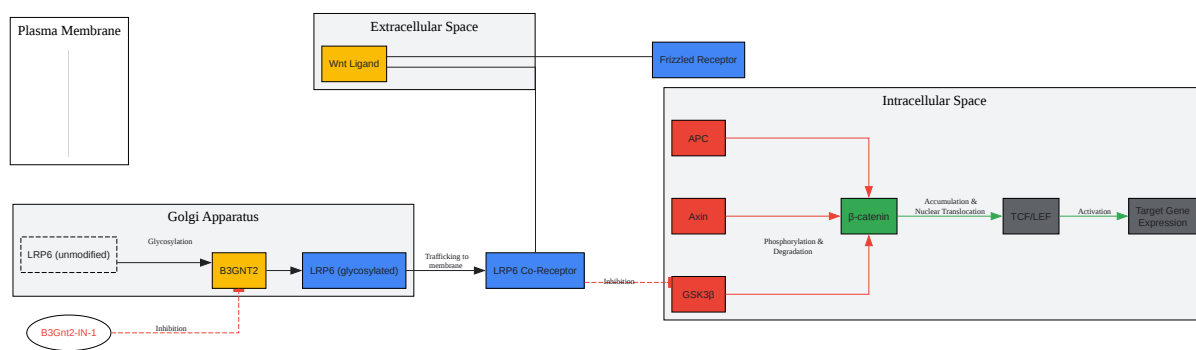 Plasma Membrane
Extracellular Space
Wnt Ligand
Frizzled Receptor
Intracellular Space
APC
Axin
β-catenin
Accumulation &
Nuclear Translocation
TCF/LEF
Activation
Target Gene
Expression
Phosphorylation &
Degradation
GSK3β
Golgi Apparatus
LRP6 (unmodified)
Glycosylation
B3GNT2
LRP6 (glycosylated)
Trafficking to
membrane
LRP6 Co-Receptor
Inhibition
B3Gnt2-IN-1
Inhibition